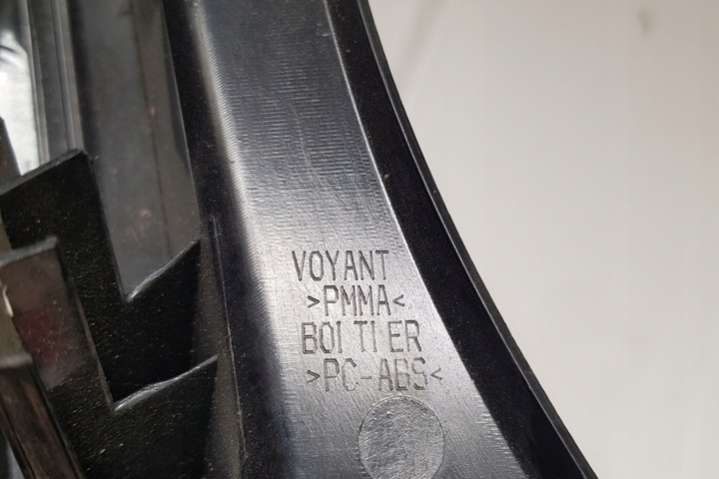 VOYANT
>PMMA<
BOITIER
>PC-ABS<